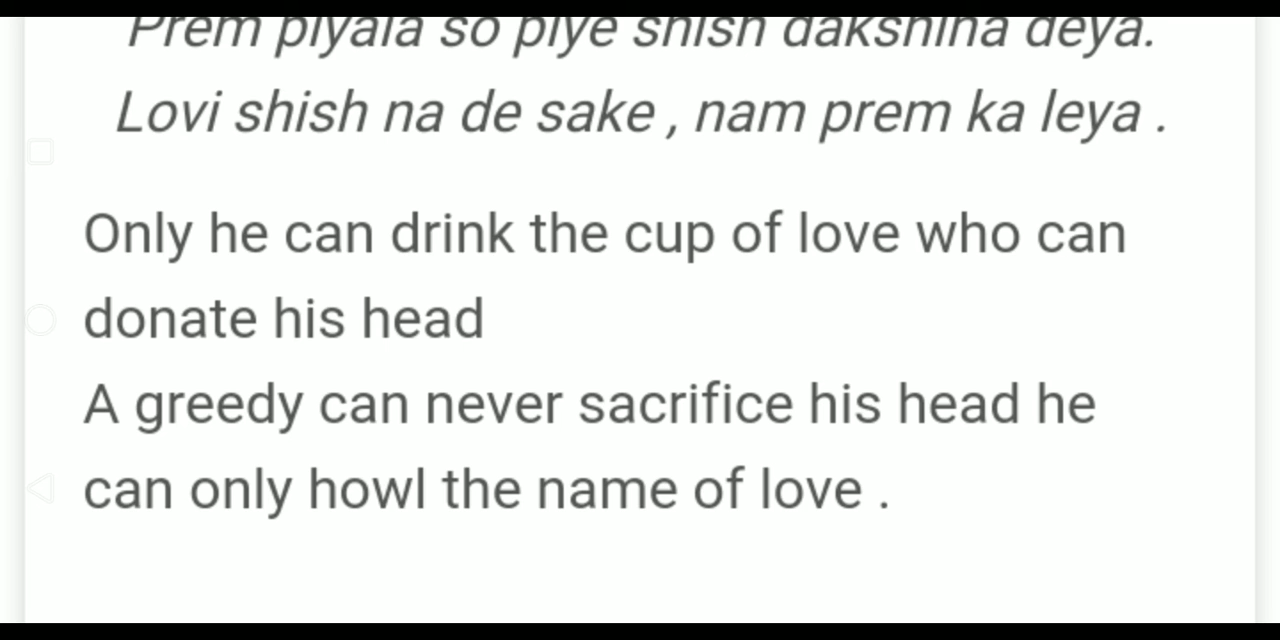 Prem piyala so piye shish dakshina deya.
Lovi shish na de sake , nam prem ka leya .
Only he can drink the cup of love who can
donate his head
A greedy can never sacrifice his head he
can only howl the name of love .